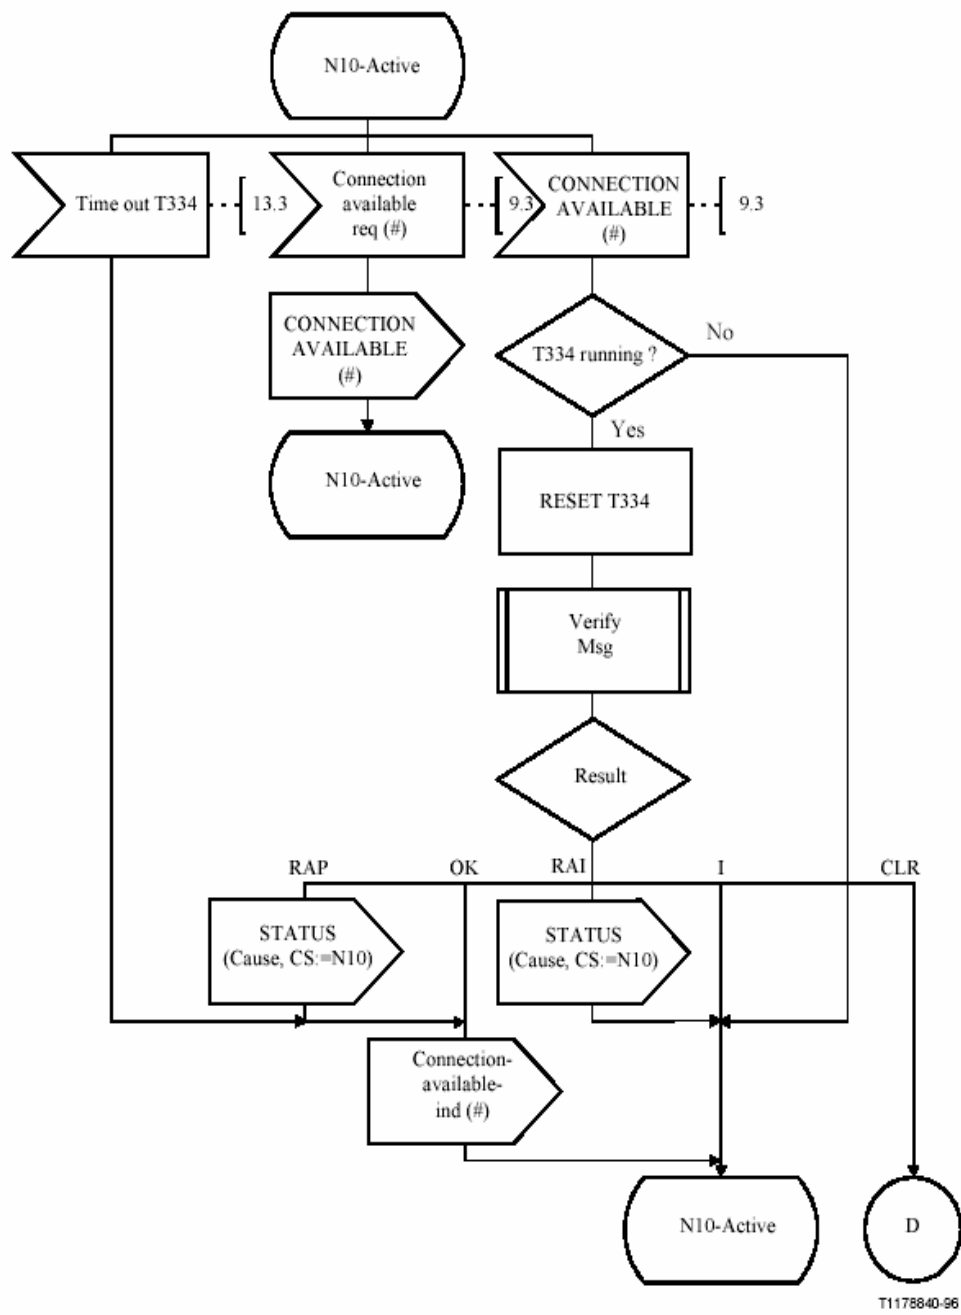 N10-Active
Time out T334
13.3
Connection
available
req (#)
9.3
CONNECTION
AVAILABLE
(#)
9.3
CONNECTION
AVAILABLE
(#)
T334 running ?
No
Yes
N10-Active
RESET T334
Verify
Msg
Result
RAP
OK
RAI
I
CLR
STATUS
(Cause, CS:=N10)
STATUS
(Cause, CS:=N10)
Connection-
available-
ind (#)
N10-Active
D
T1178840-96